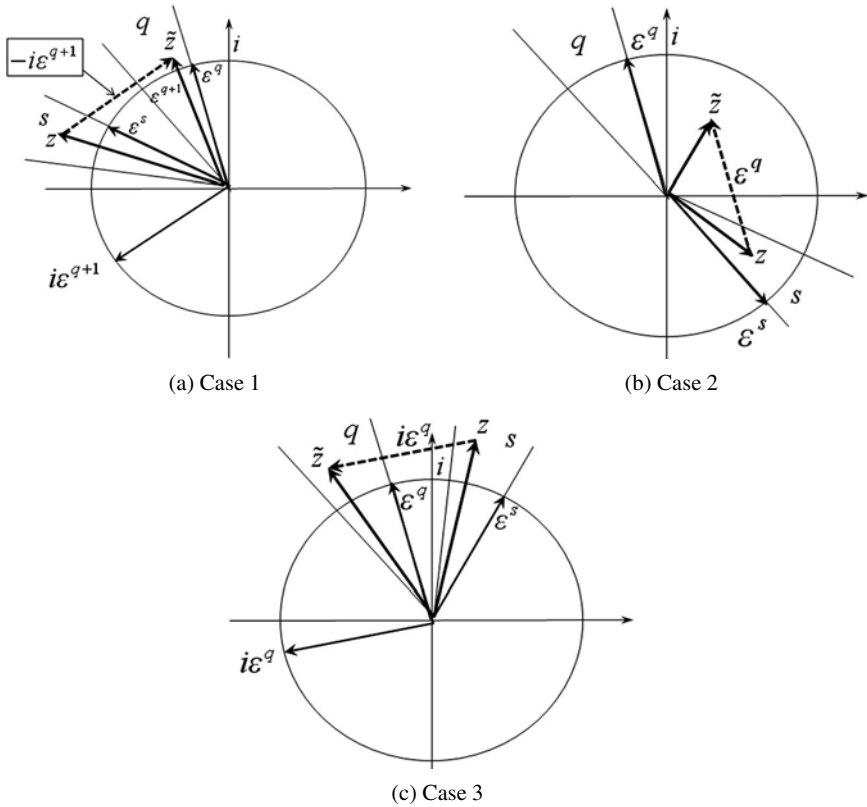 q z̃ i
−iε^{q+1} ε^{q+1} ε^q
s z ε^s
iε^{q+1}
(a) Case 1
q ε^q i
z̃
ε^q
z
s
ε^s
(b) Case 2
z̃ q iε^q z s
i
ε^q ε^s
iε^q
(c) Case 3